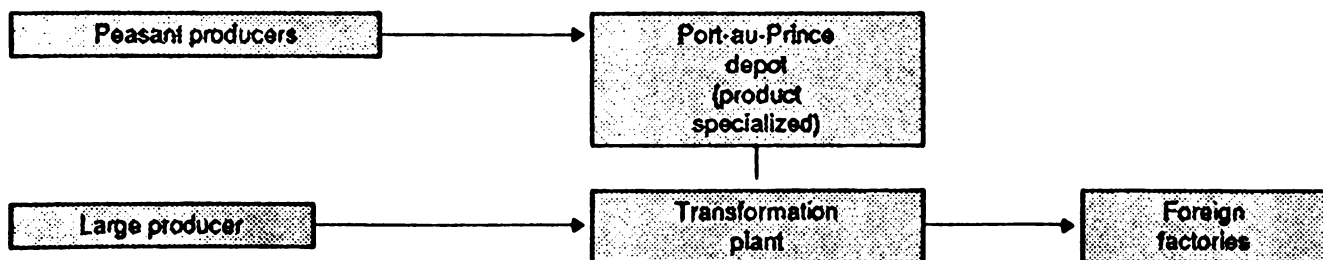 Peasant producers
Port-au-Prince
depot
(product
specialized)
Large producer
Transformation
plant
Foreign
factories